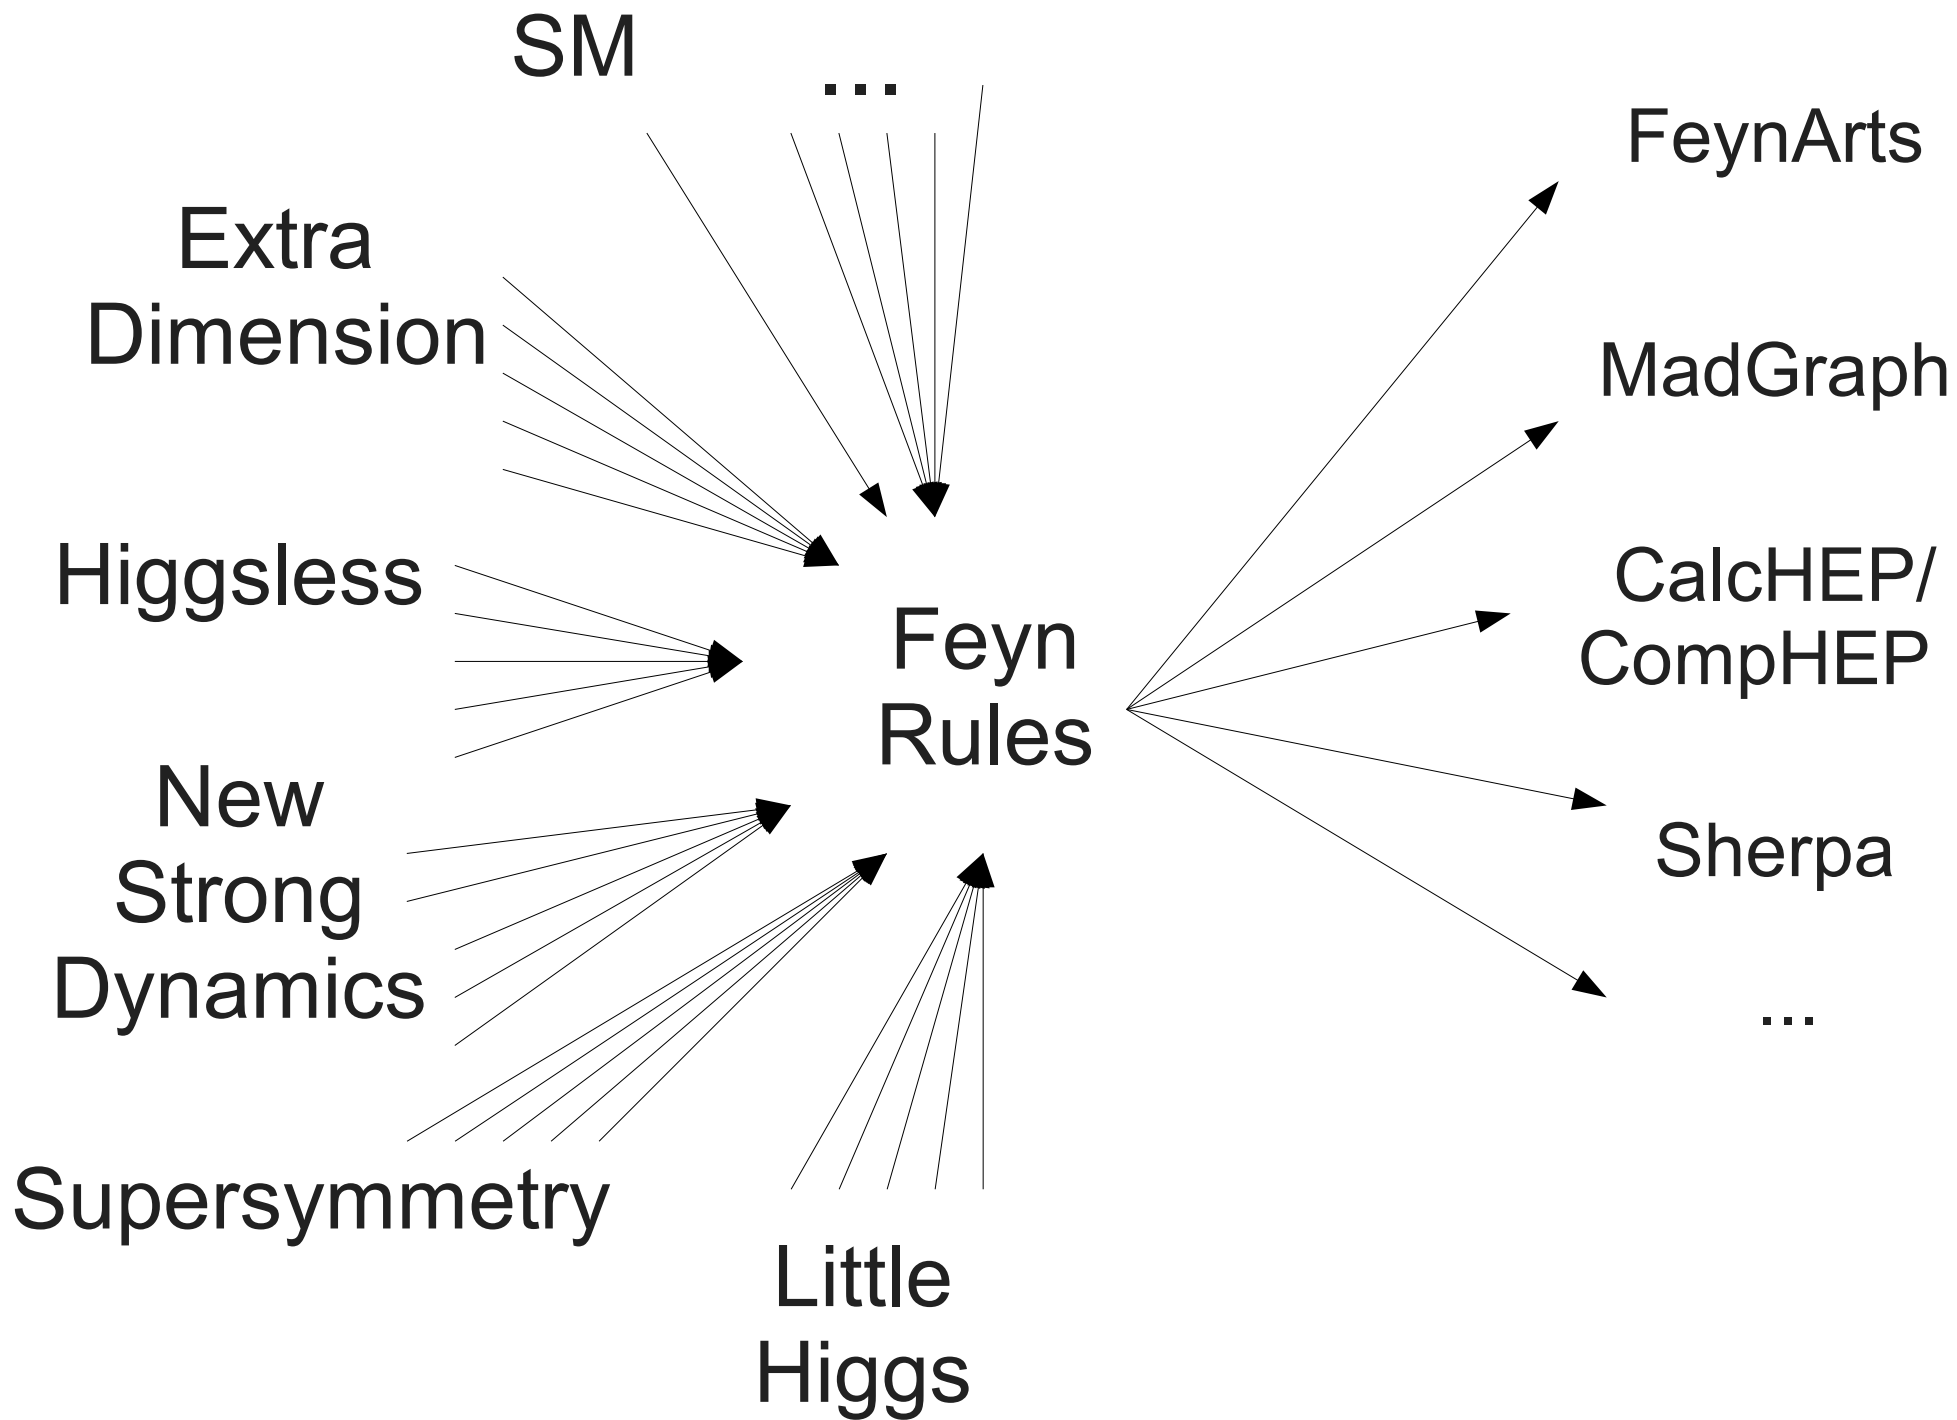 SM
...
Extra
Dimension
Higgsless
New
Strong
Dynamics
Supersymmetry
Little
Higgs
Feyn
Rules
FeynArts
MadGraph
CalcHEP/
CompHEP
Sherpa
...